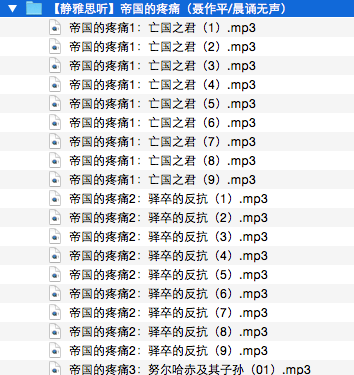 【静雅思听】帝国的疼痛（聂作平/晨诵无声）
帝国的疼痛1：亡国之君（1）.mp3
帝国的疼痛1：亡国之君（2）.mp3
帝国的疼痛1：亡国之君（3）.mp3
帝国的疼痛1：亡国之君（4）.mp3
帝国的疼痛1：亡国之君（5）.mp3
帝国的疼痛1：亡国之君（6）.mp3
帝国的疼痛1：亡国之君（7）.mp3
帝国的疼痛1：亡国之君（8）.mp3
帝国的疼痛1：亡国之君（9）.mp3
帝国的疼痛2：驿卒的反抗（1）.mp3
帝国的疼痛2：驿卒的反抗（2）.mp3
帝国的疼痛2：驿卒的反抗（3）.mp3
帝国的疼痛2：驿卒的反抗（4）.mp3
帝国的疼痛2：驿卒的反抗（5）.mp3
帝国的疼痛2：驿卒的反抗（6）.mp3
帝国的疼痛2：驿卒的反抗（7）.mp3
帝国的疼痛2：驿卒的反抗（8）.mp3
帝国的疼痛2：驿卒的反抗（9）.mp3
帝国的疼痛3：努尔哈赤及其子孙（01）.mp3